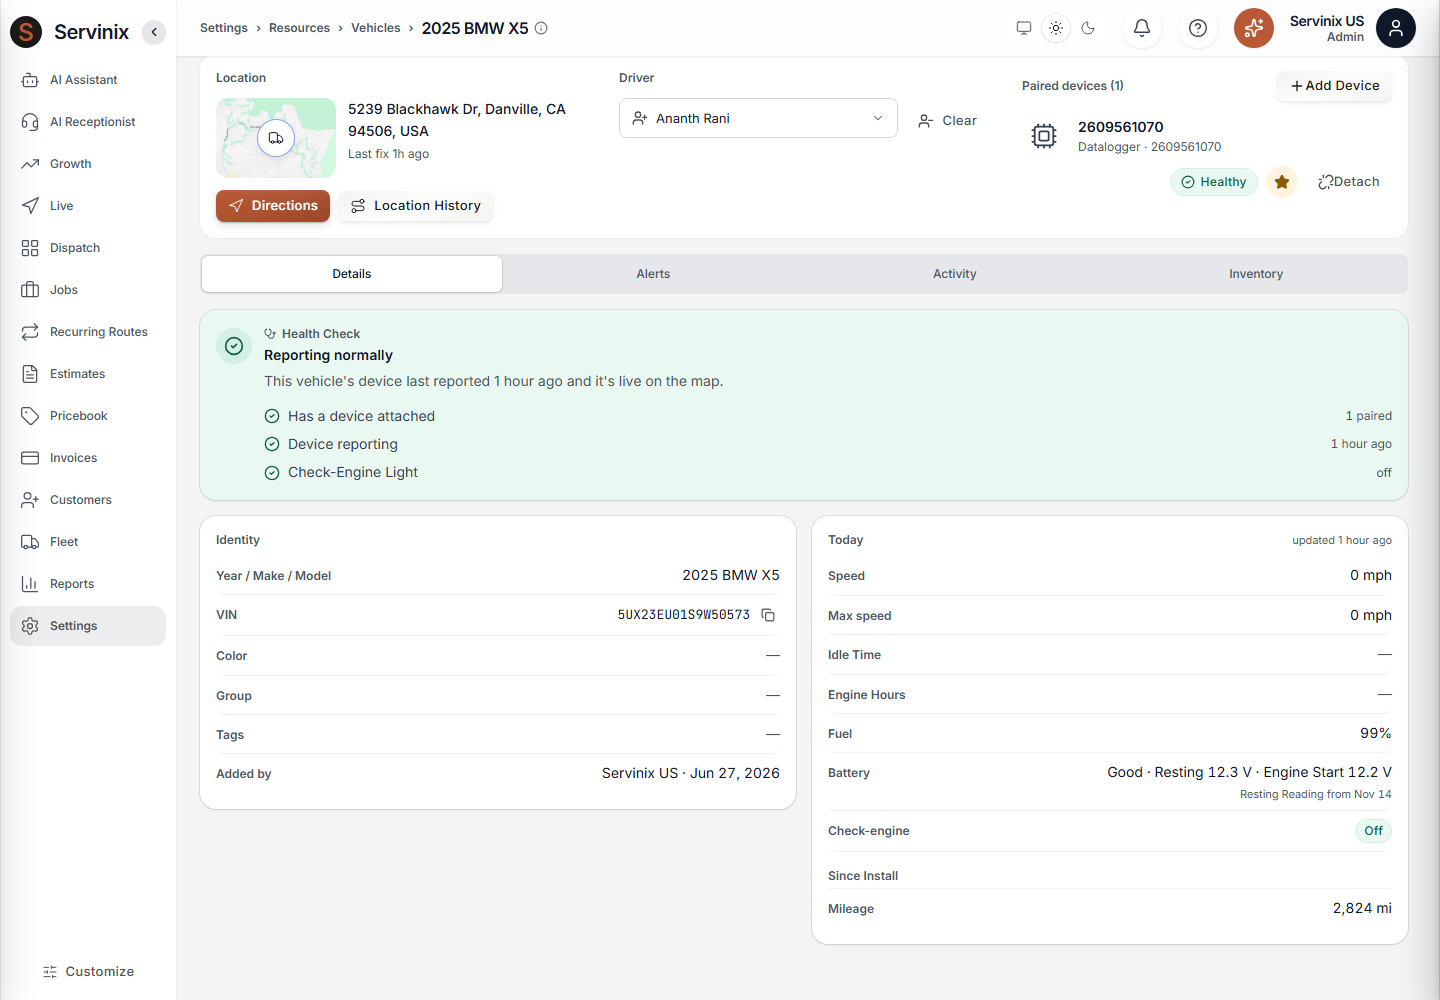 S Servinix
AI Assistant
AI Receptionist
Growth
Live
Dispatch
Jobs
Recurring Routes
Estimates
Pricebook
Invoices
Customers
Fleet
Reports
Settings
Customize
Settings › Resources › Vehicles › 2025 BMW X5
Servinix US
Admin
Location
5239 Blackhawk Dr, Danville, CA
94506, USA
Last fix 1h ago
Directions
Location History
Driver
Ananth Rani
Clear
Paired devices (1)
Add Device
2609561070
Datalogger · 2609561070
Healthy
Detach
Details
Alerts
Activity
Inventory
Health Check
Reporting normally
This vehicle's device last reported 1 hour ago and it's live on the map.
Has a device attached 1 paired
Device reporting 1 hour ago
Check-Engine Light off
Identity
Year / Make / Model 2025 BMW X5
VIN 5UX23EU01S9W50573
Color —
Group —
Tags —
Added by Servinix US · Jun 27, 2026
Today updated 1 hour ago
Speed 0 mph
Max speed 0 mph
Idle Time —
Engine Hours —
Fuel 99%
Battery Good · Resting 12.3 V · Engine Start 12.2 V
Resting Reading from Nov 14
Check-engine Off
Since Install
Mileage 2,824 mi